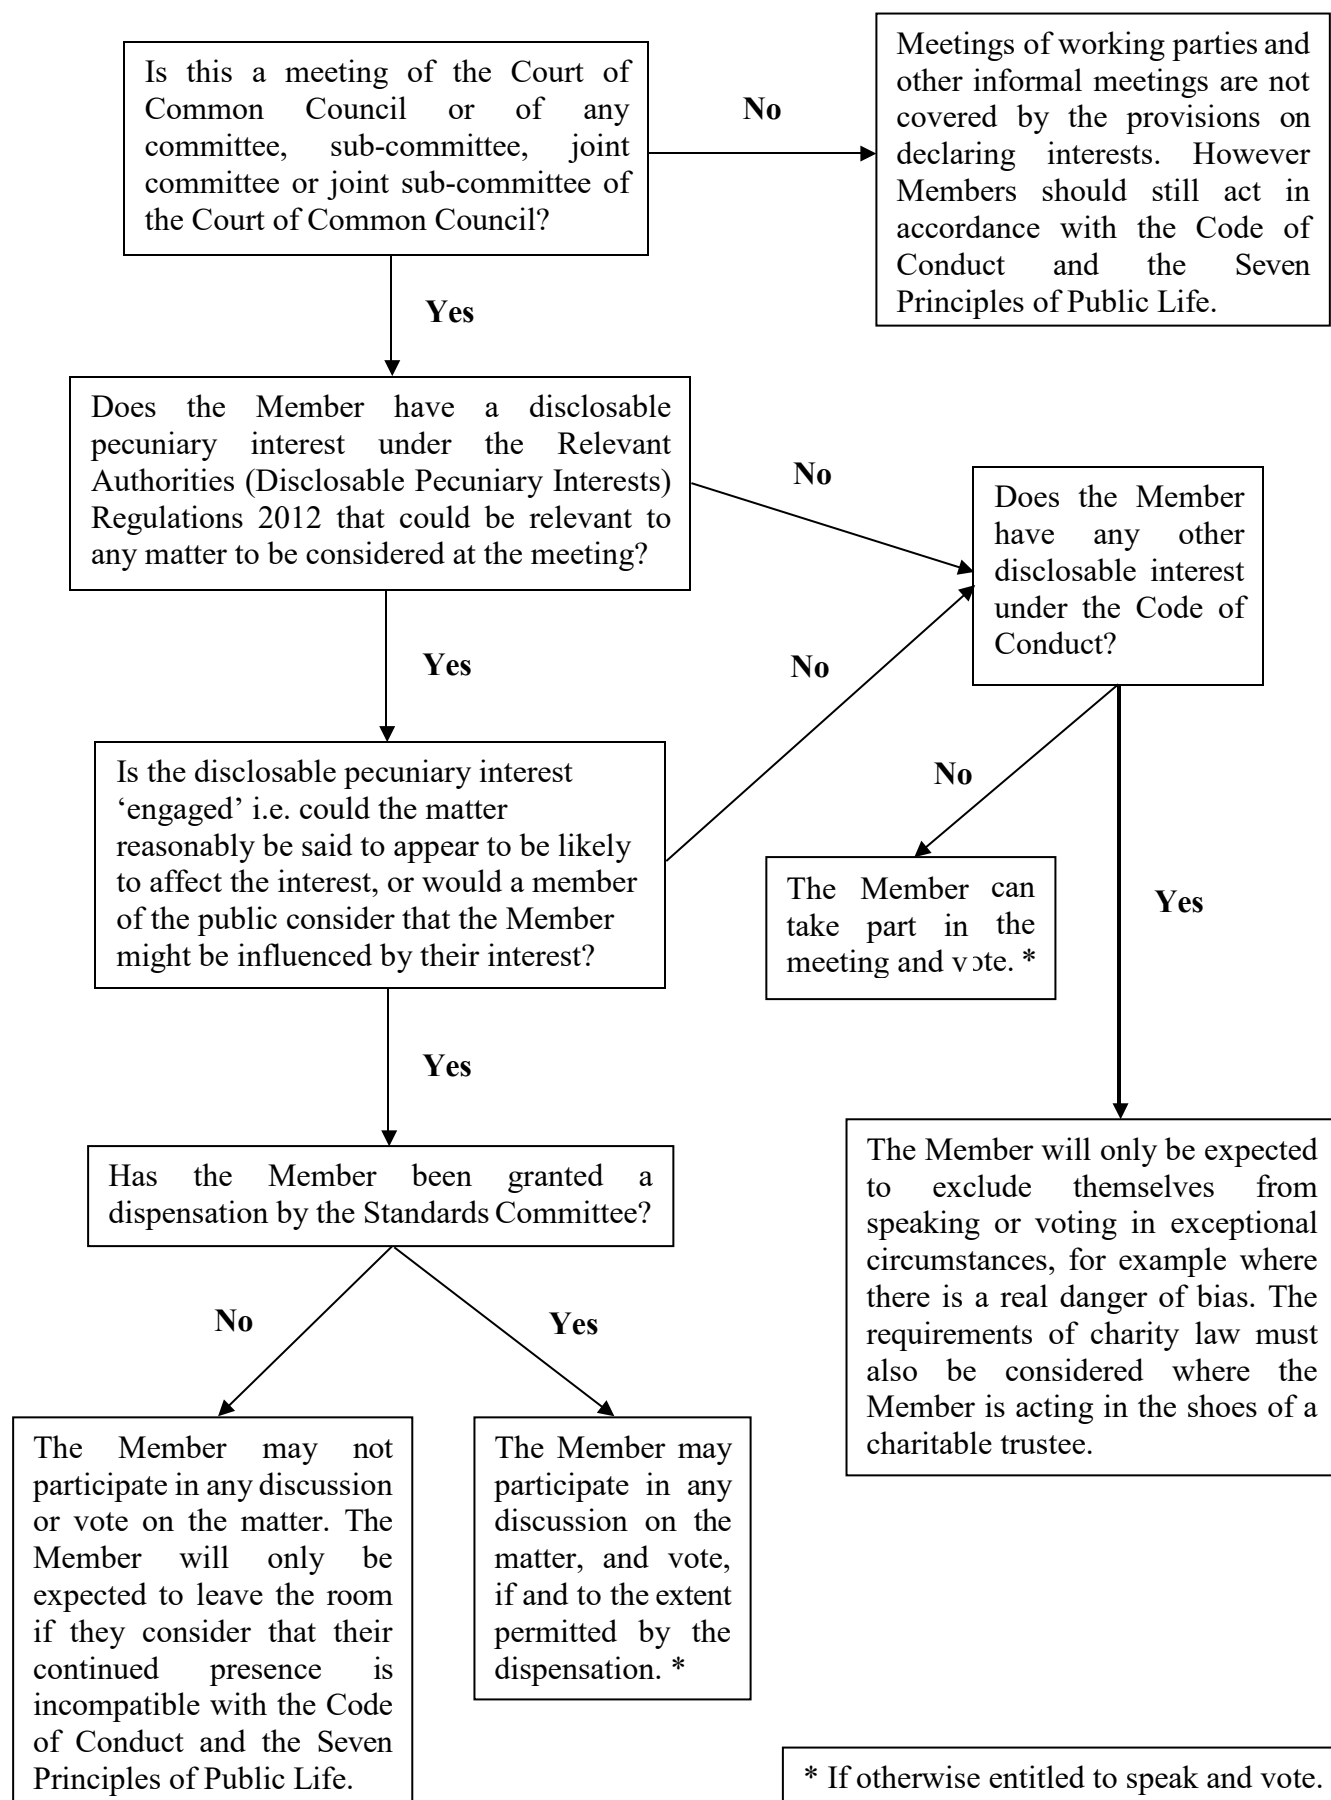 Is this a meeting of the Court of
Common Council or of any
committee, sub-committee, joint
committee or joint sub-committee of
the Court of Common Council?
No
Meetings of working parties and
other informal meetings are not
covered by the provisions on
declaring interests. However
Members should still act in
accordance with the Code of
Conduct and the Seven
Principles of Public Life.
Yes
Does the Member have a disclosable
pecuniary interest under the Relevant
Authorities (Disclosable Pecuniary Interests)
Regulations 2012 that could be relevant to
any matter to be considered at the meeting?
No
Does the Member
have any other
disclosable interest
under the Code of
Conduct?
Yes
No
Is the disclosable pecuniary interest
‘engaged’ i.e. could the matter
reasonably be said to appear to be likely
to affect the interest, or would a member
of the public consider that the Member
might be influenced by their interest?
No
The Member can
take part in the
meeting and vote. *
Yes
Yes
Has the Member been granted a
dispensation by the Standards Committee?
The Member will only be expected
to exclude themselves from
speaking or voting in exceptional
circumstances, for example where
there is a real danger of bias. The
requirements of charity law must
also be considered where the
Member is acting in the shoes of a
charitable trustee.
No
Yes
The Member may not
participate in any discussion
or vote on the matter. The
Member will only be
expected to leave the room
if they consider that their
continued presence is
incompatible with the Code
of Conduct and the Seven
Principles of Public Life.
The Member may
participate in any
discussion on the
matter, and vote,
if and to the extent
permitted by the
dispensation. *
* If otherwise entitled to speak and vote.